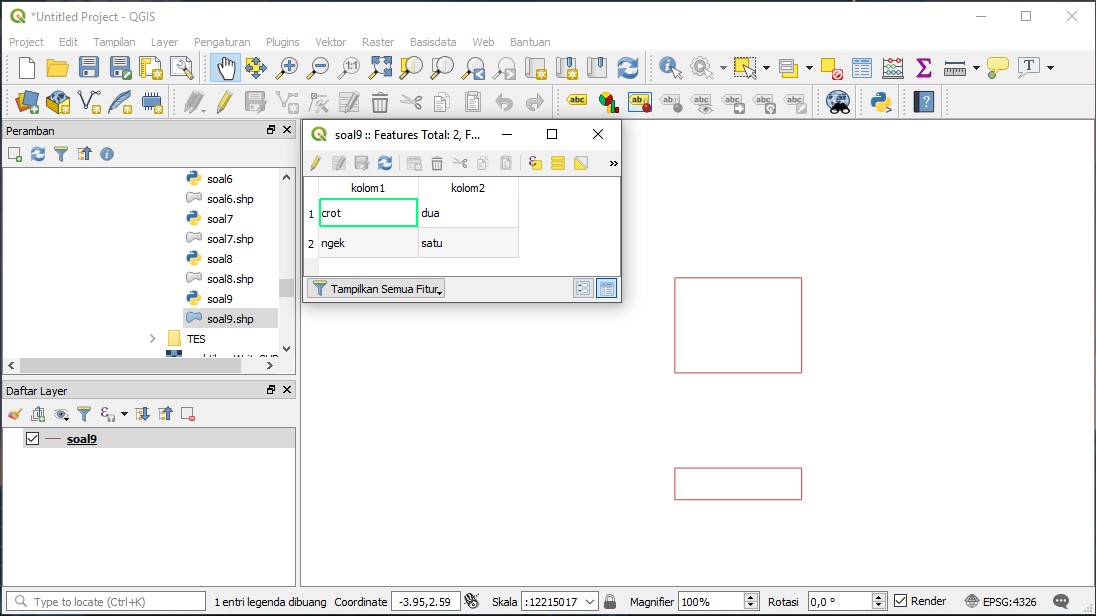 *Untitled Project - QGIS
Project Edit Tampilan Layer Pengaturan Plugins Vektor Raster Basisdata Web Bantuan
Peraman
soal9 :: Features Total: 2, F...
kolom1 kolom2
1 crot dua
2 ngek satu
Tampilkan Semua Fitur
soal6
soal6.shp
soal7
soal7.shp
soal8
soal8.shp
soal9
soal9.shp
TES
Daftar Layer
soal9
Type to locate (Ctrl+K) 1 entri legenda dibuang Coordinate -3.95,2.59 Skala :12215017 Magnifier 100% Rotasi 0,0 ° Render EPSG:4326